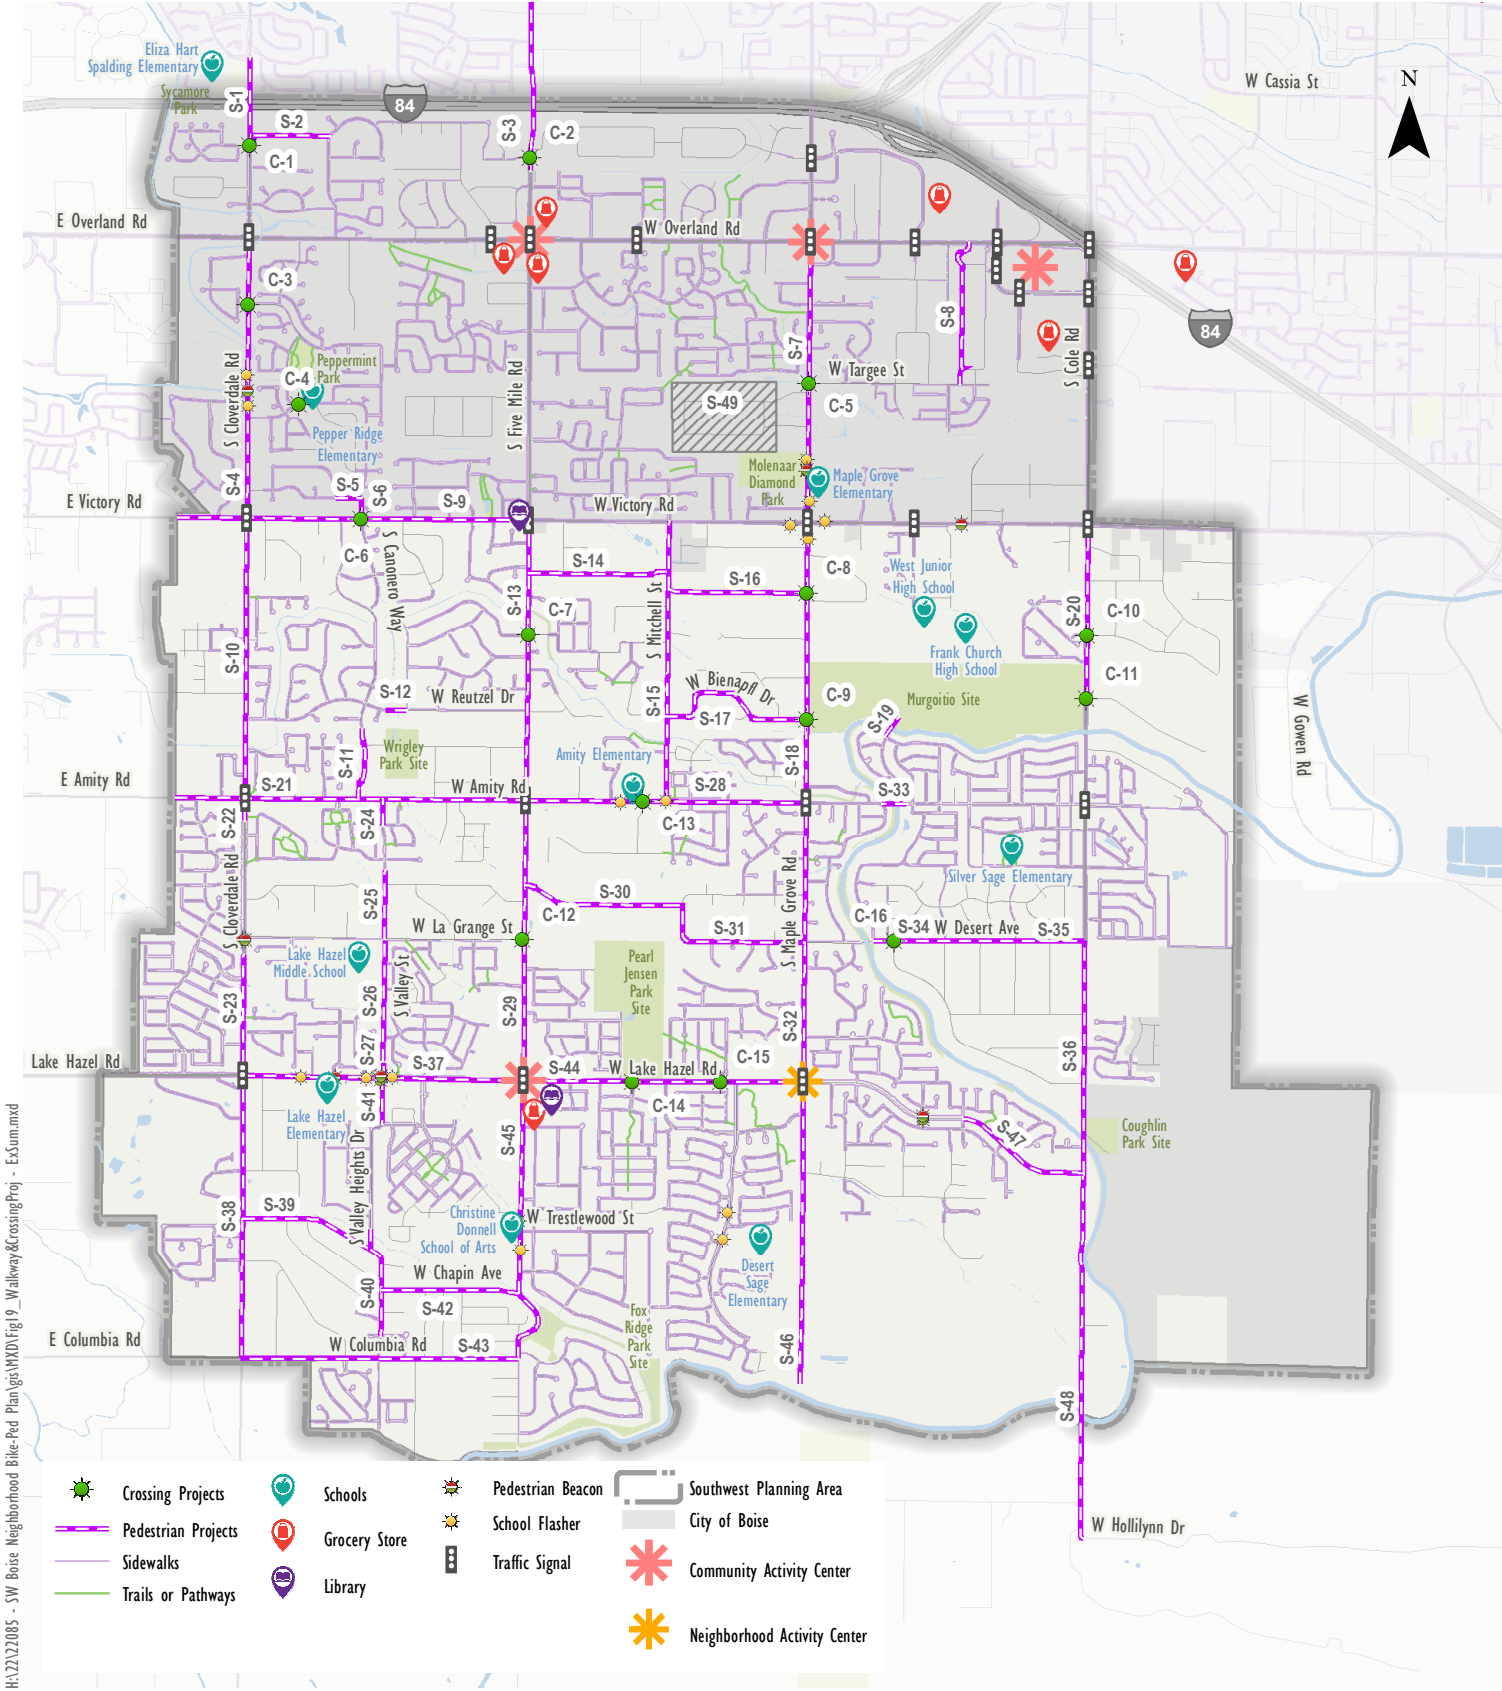 Eliza Hart
Spalding Elementary
Sycamore
Park
S-1
84
W Cassia St
N
S-2
S-3
C-2
C-1
E Overland Rd
W Overland Rd
C-3
S-8
84
S Cloverdale Rd
Peppermint
Park
C-4
S Five Mile Rd
S-7
W Targee St
S Cole Rd
S-49
C-5
Pepper Ridge
Elementary
Molenaar
Diamond
Park
Maple Grove
Elementary
S-4
S-5
S-6
S-9
E Victory Rd
W Victory Rd
C-6
S Canonero Way
S-14
S-16
C-8
West Junior
High School
S-13
C-7
S Mitchell St
S-20
C-10
S-10
Frank Church
High School
C-11
S-12
W Reutzel Dr
S-15
W Bienapfl Dr
S-17
C-9
Murgoitio Site
S-19
W Gowen Rd
S-11
Wrigley
Park Site
Amity Elementary
S-18
E Amity Rd
S-21
W Amity Rd
S-28
S-33
S-22
S-24
C-13
S Cloverdale Rd
S Maple Grove Rd
Silver Sage Elementary
S-25
S-30
C-12
W La Grange St
S-31
C-16
S-34
W Desert Ave
S-35
Lake Hazel
Middle School
S Valley St
Pearl
Jensen
Park
Site
S-23
S-26
S-29
S-32
S-27
S-36
Lake Hazel Rd
S-37
S-44
W Lake Hazel Rd
C-15
Lake Hazel
Elementary
S-41
C-14
S-45
S-47
Coughlin
Park Site
S Valley Heights Dr
S-38
S-39
Christine
Donnell
School of Arts
W Trestlewood St
W Chapin Ave
Desert
Sage
Elementary
S-40
S-42
Fox
Ridge
Park
Site
E Columbia Rd
W Columbia Rd
S-43
S-46
S-48
W Hollilynn Dr
Crossing Projects
Pedestrian Projects
Sidewalks
Trails or Pathways
Schools
Grocery Store
Library
Pedestrian Beacon
School Flasher
Traffic Signal
Southwest Planning Area
City of Boise
Community Activity Center
Neighborhood Activity Center
H:\22\22085 - SW Boise Neighborhood Bike-Ped Plan\gis\MXD\Fig19_Walkway&CrossingProj - ExSum.mxd